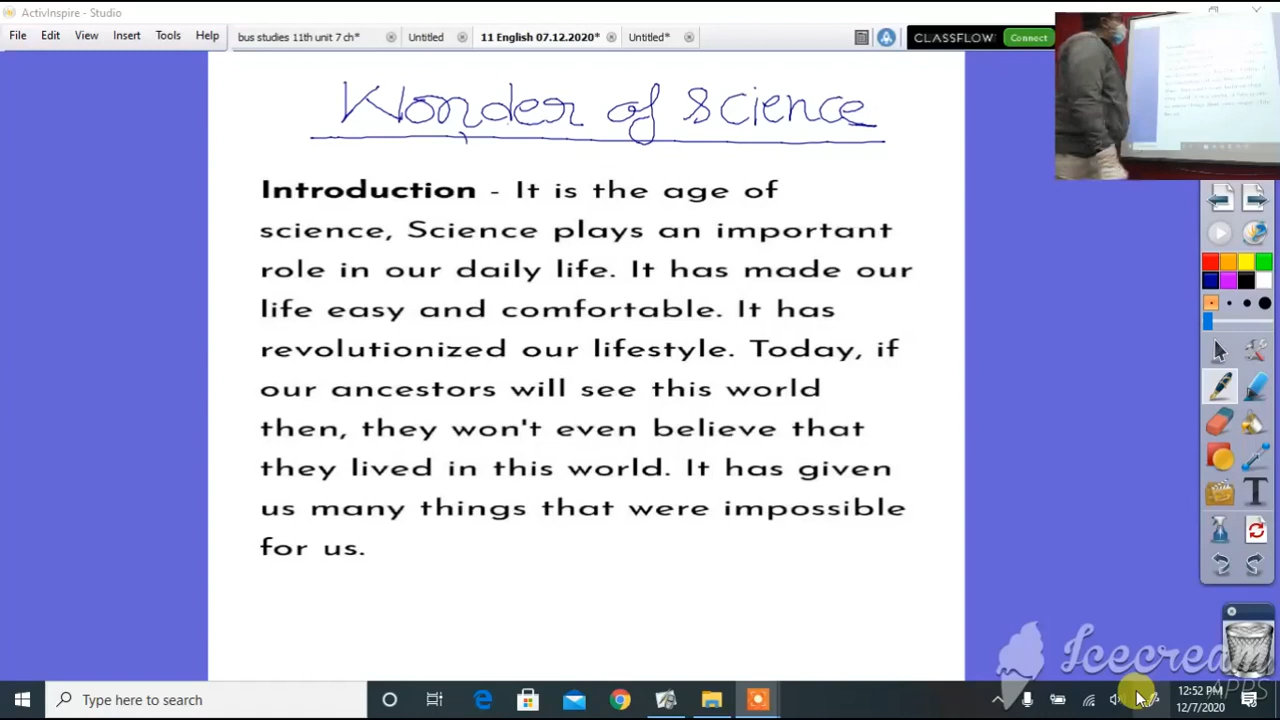 ActivInspire - Studio
File Edit View Insert Tools Help
bus studies 11th unit 7 ch* Untitled 11 English 07.12.2020* Untitled* CLASSFLOW Connect
Wonder of Science
Introduction - It is the age of
science, Science plays an important
role in our daily life. It has made our
life easy and comfortable. It has
revolutionized our lifestyle. Today, if
our ancestors will see this world
then, they won't even believe that
they lived in this world. It has given
us many things that were impossible
for us.
Icecream
APPS
Type here to search
12:52 PM
12/7/2020